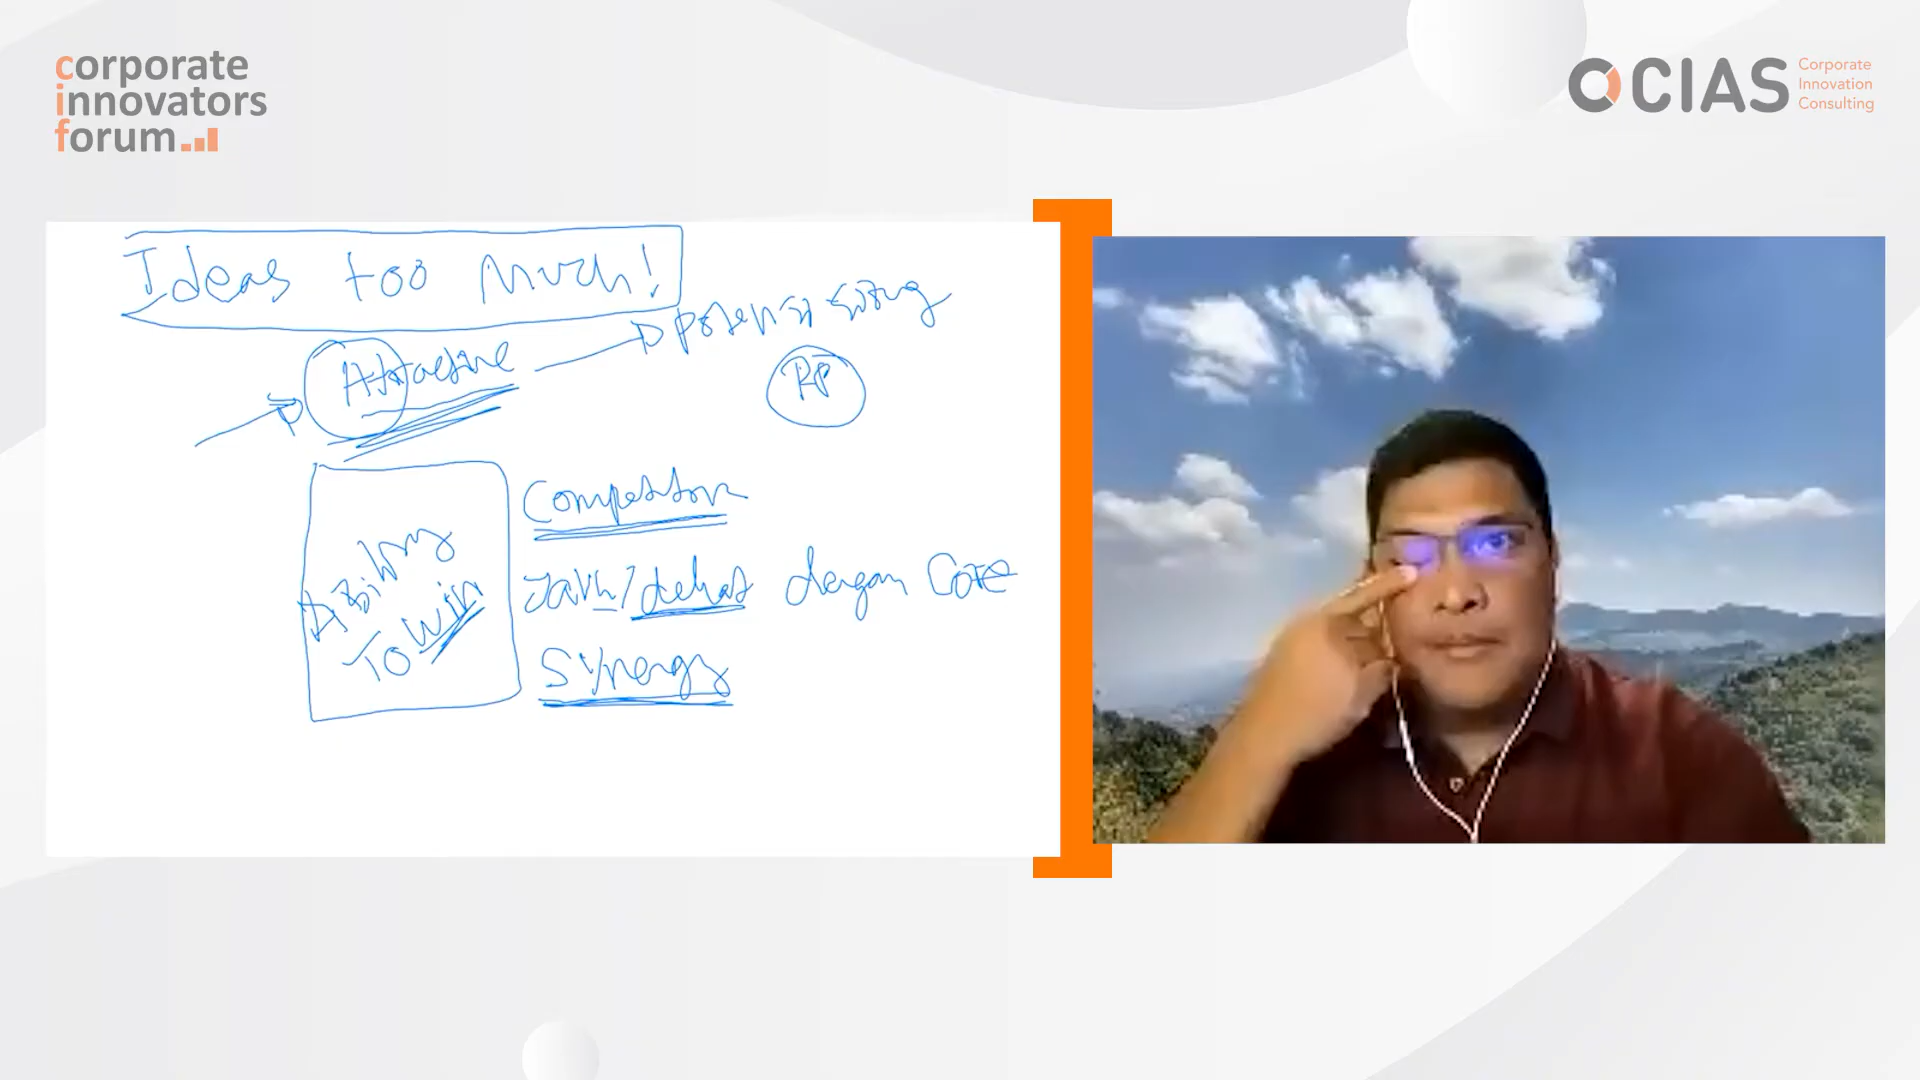 corporate
innovators
forum
CIAS
Corporate
Innovation
Consulting
Ideas too Much!
Attractive
potensi
RP
Ability
To Win
Competitor
Jauh/dekat dengan Core
Synergy